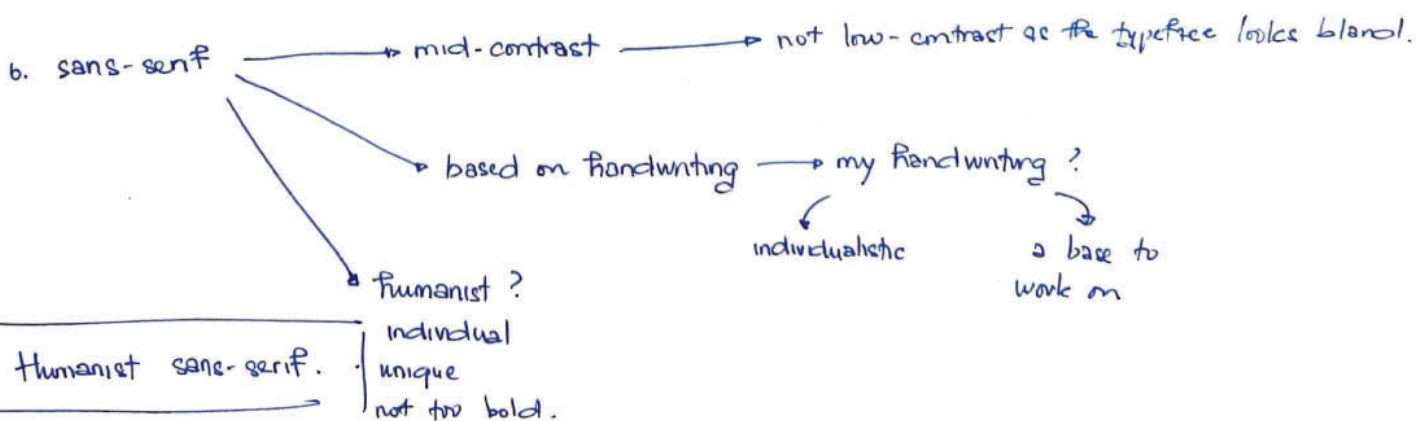 6. sans-serif → mid-contrast → not low-contrast as the typeface looks bland.
→ based on handwriting → my handwriting ?
individualistic
a base to
work on
→ humanist ?
individual
unique
not too bold.
Humanist sans-serif.